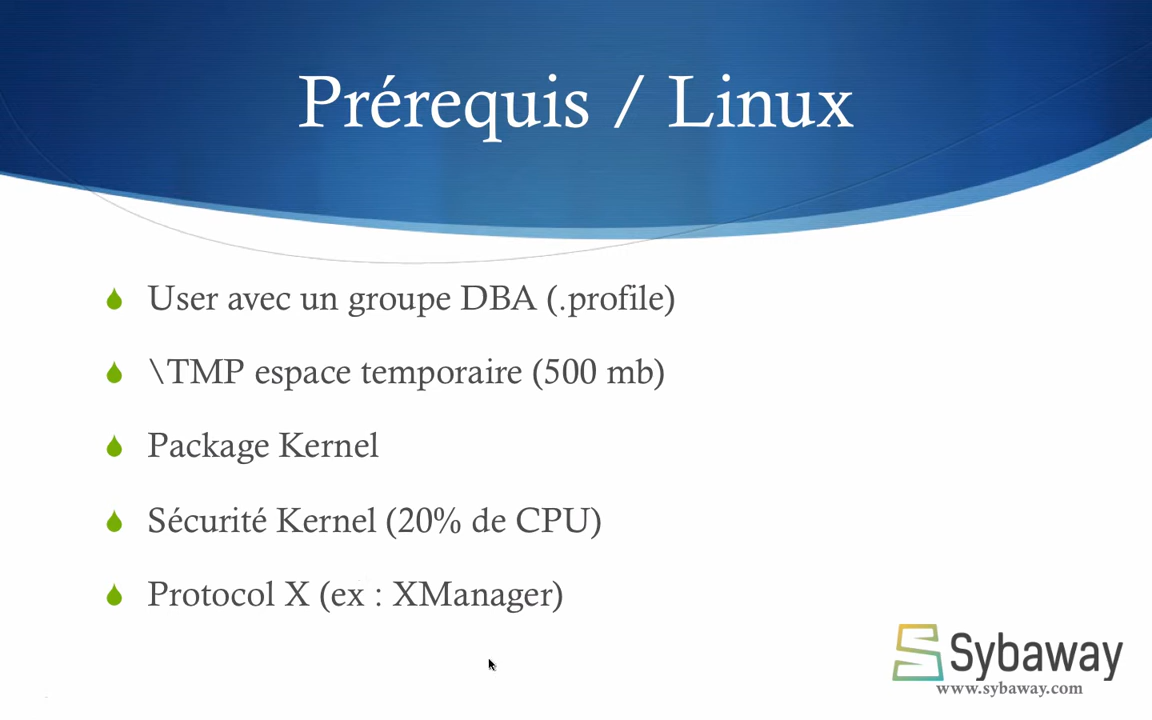 Prérequis / Linux
User avec un groupe DBA (.profile)
\TMP espace temporaire (500 mb)
Package Kernel
Sécurité Kernel (20% de CPU)
Protocol X (ex : XManager)
Sybaway
www.sybaway.com